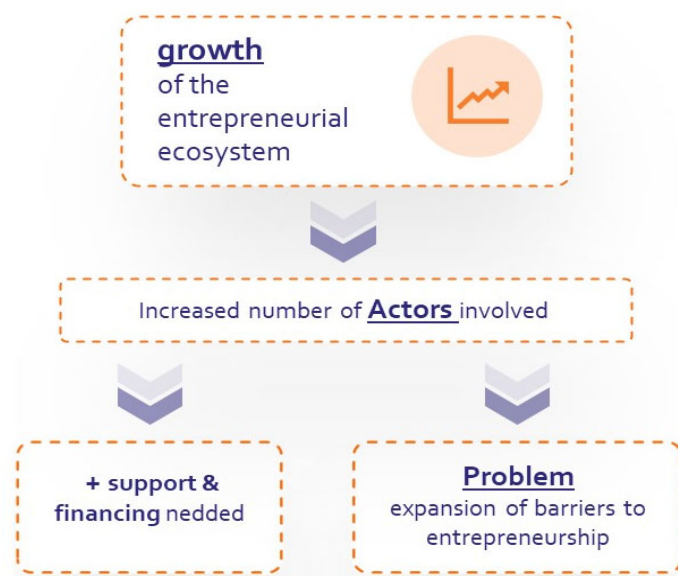 growth
of the
entrepreneurial
ecosystem
Increased number of Actors involved
+ support &
financing nedded
Problem
expansion of barriers to
entrepreneurship